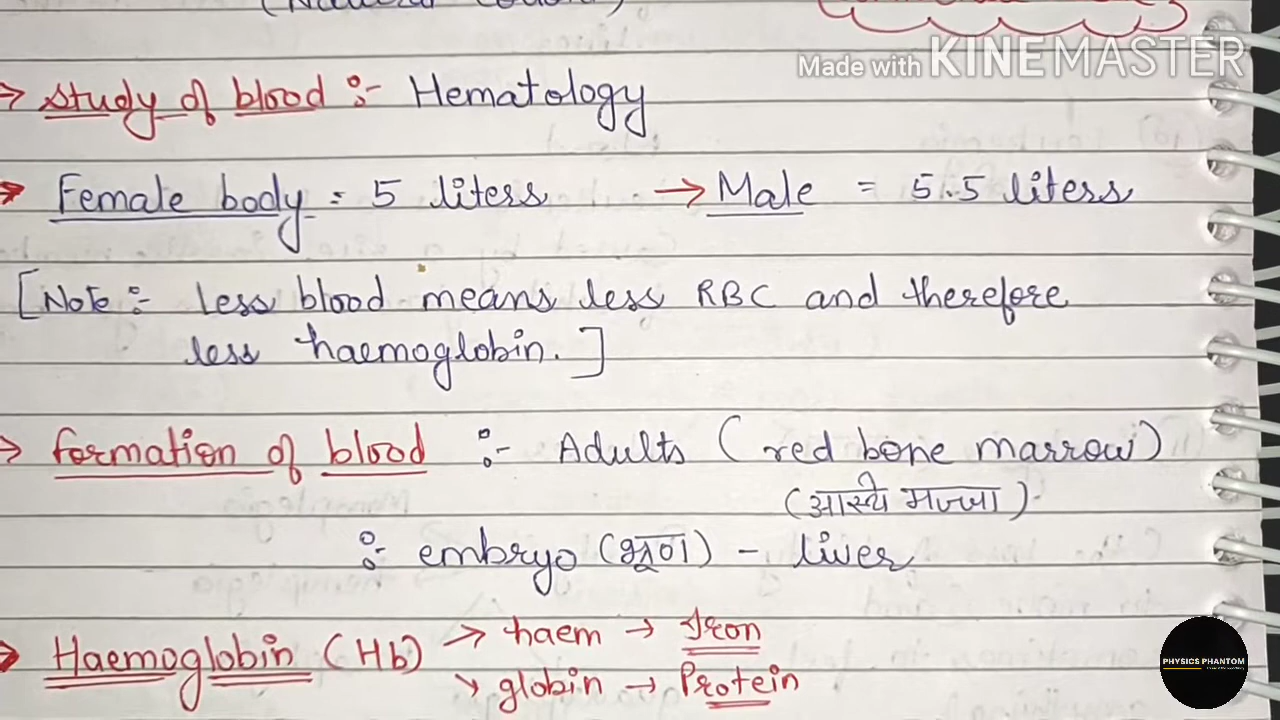 Made with KINEMASTER
→ Study of blood :- Hematology
→ Female body = 5 liters → Male = 5.5 liters
[Note :- Less blood means less RBC and therefore
less haemoglobin.]
→ formation of blood :- Adults (red bone marrow)
(आस्थे मज्जा)
:- embryo (भ्रूण) - liver
→ Haemoglobin (Hb) → haem → Iron
→ globin → Protein
PHYSICS PHANTOM